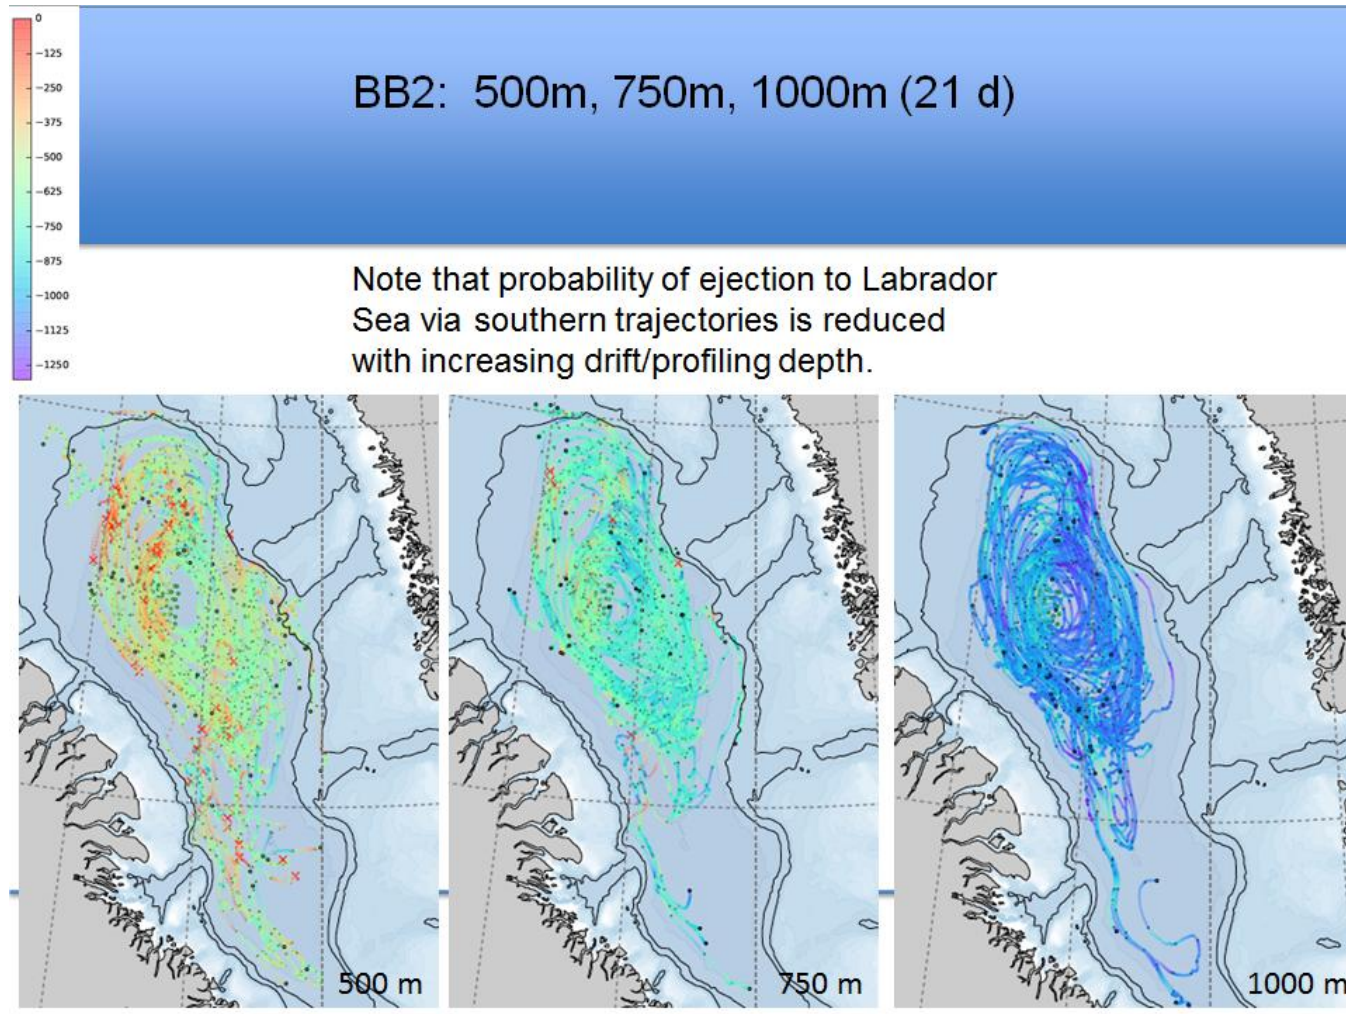 0
−125
−250
−375
−500
−625
−750
−875
−1000
−1125
−1250
BB2:  500m, 750m, 1000m (21 d)
Note that probability of ejection to Labrador
Sea via southern trajectories is reduced
with increasing drift/profiling depth.
500 m
750 m
1000 m